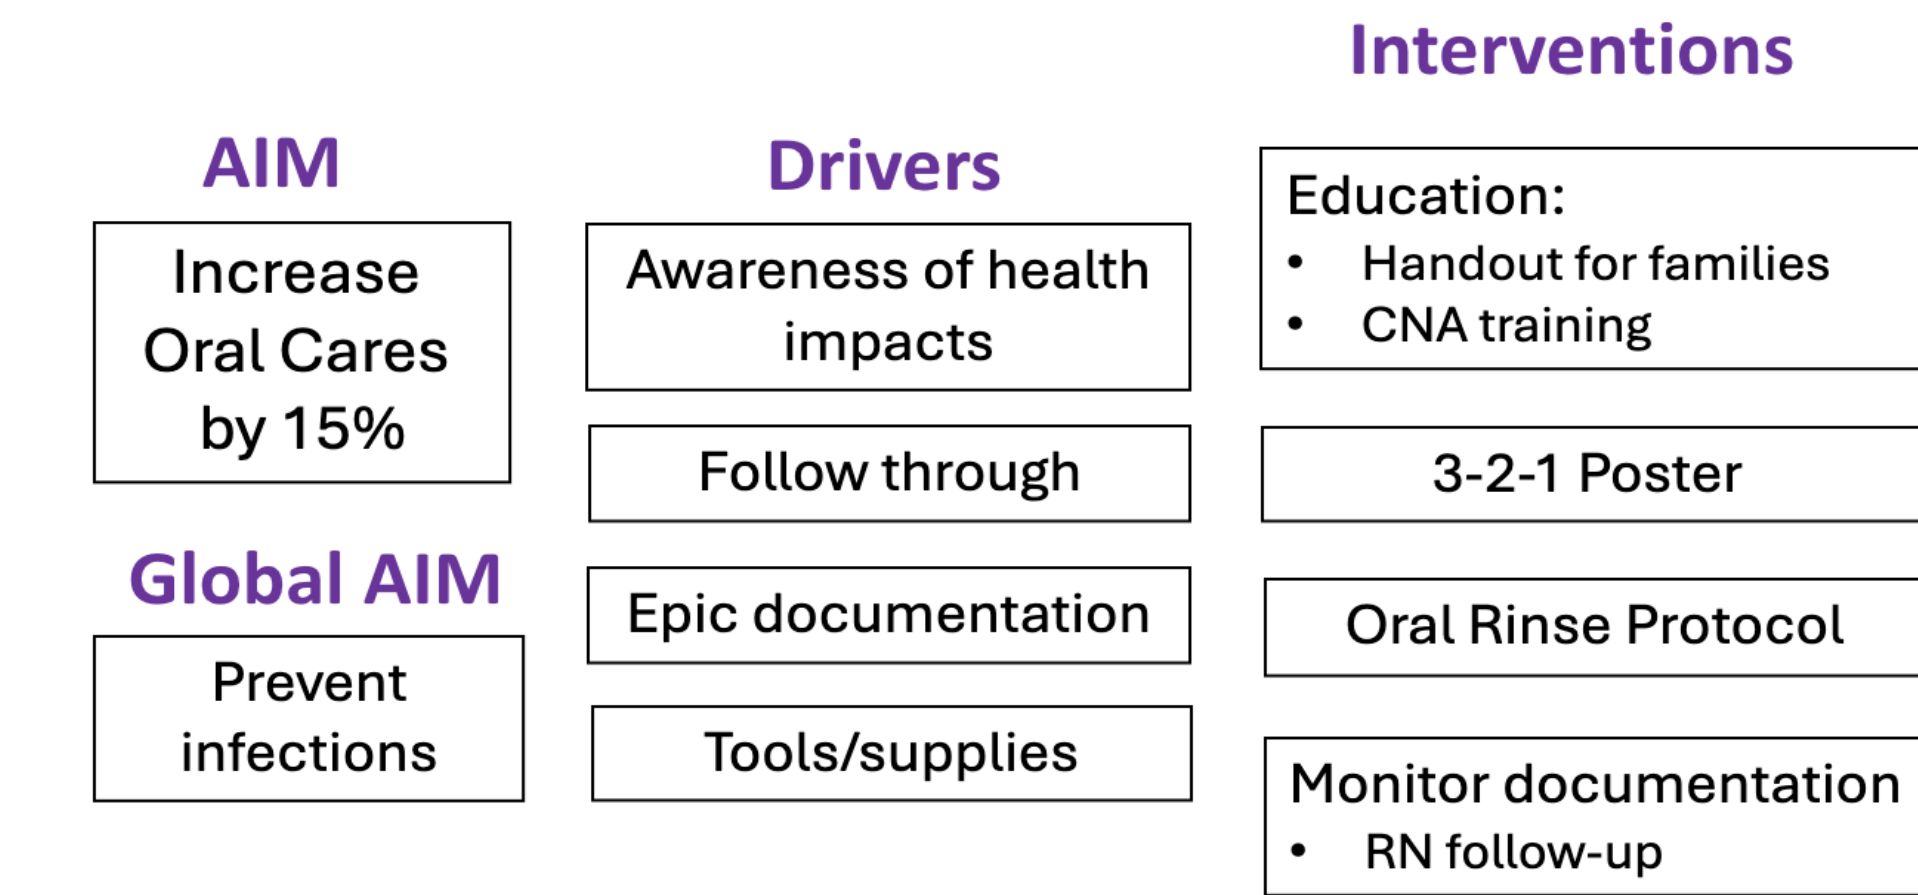 AIM
Increase
Oral Cares
by 15%
Global AIM
Prevent
infections
Drivers
Awareness of health
impacts
Follow through
Epic documentation
Tools/supplies
Interventions
Education:
• Handout for families
• CNA training
3-2-1 Poster
Oral Rinse Protocol
Monitor documentation
• RN follow-up